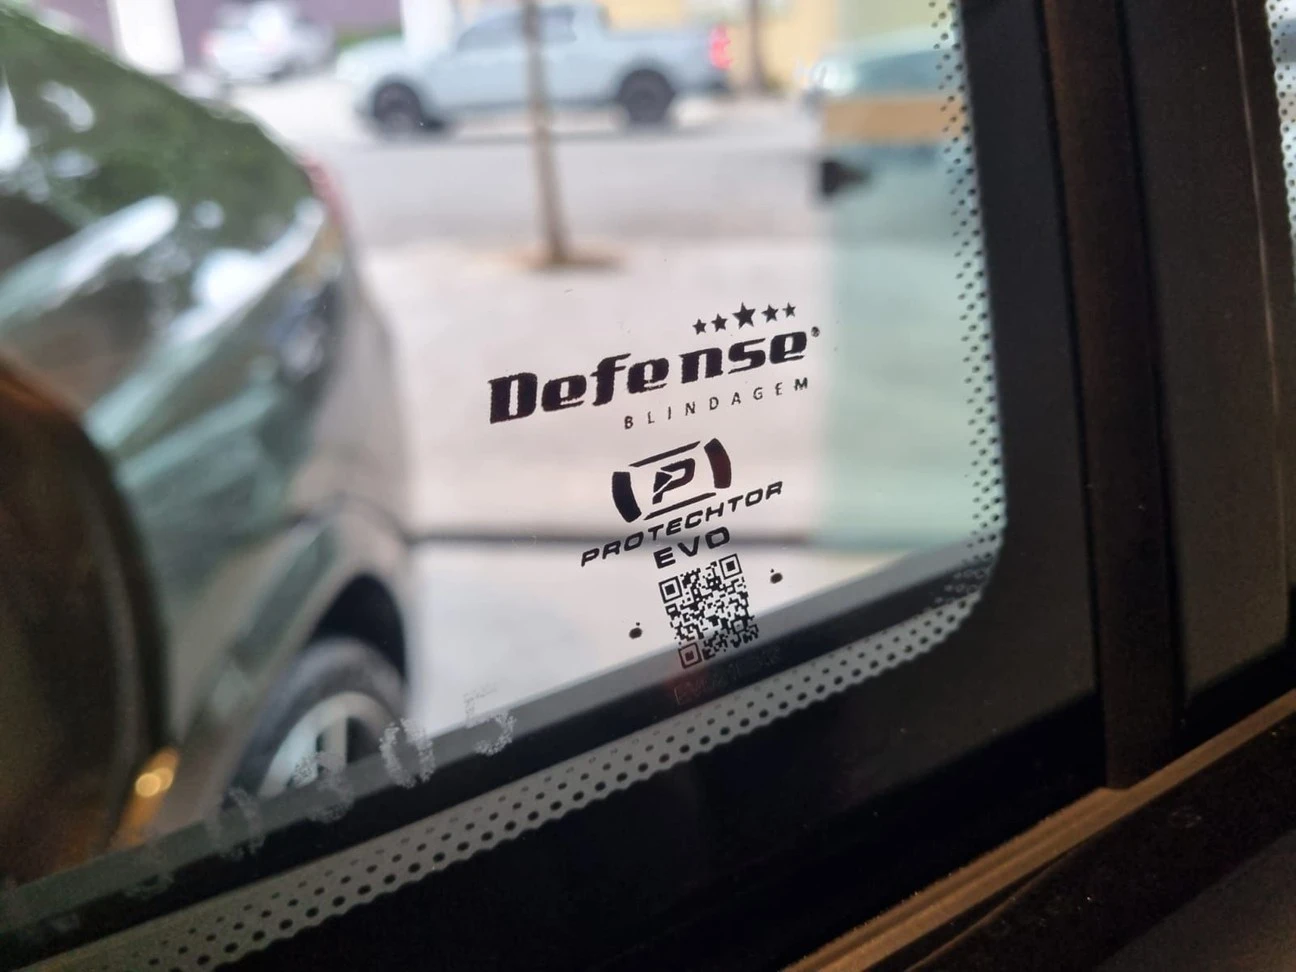 Defense®
BLINDAGEM
P
PROTECHTOR
EVO